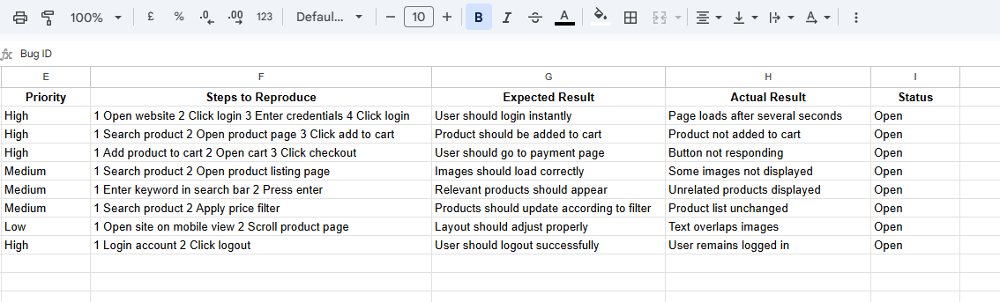 100% £ % .0 .00 123 Defaul... − 10 + B I S A A
fx Bug ID
E F G H I
Priority Steps to Reproduce Expected Result Actual Result Status
High 1 Open website 2 Click login 3 Enter credentials 4 Click login User should login instantly Page loads after several seconds Open
High 1 Search product 2 Open product page 3 Click add to cart Product should be added to cart Product not added to cart Open
High 1 Add product to cart 2 Open cart 3 Click checkout User should go to payment page Button not responding Open
Medium 1 Search product 2 Open product listing page Images should load correctly Some images not displayed Open
Medium 1 Enter keyword in search bar 2 Press enter Relevant products should appear Unrelated products displayed Open
Medium 1 Search product 2 Apply price filter Products should update according to filter Product list unchanged Open
Low 1 Open site on mobile view 2 Scroll product page Layout should adjust properly Text overlaps images Open
High 1 Login account 2 Click logout User should logout successfully User remains logged in Open